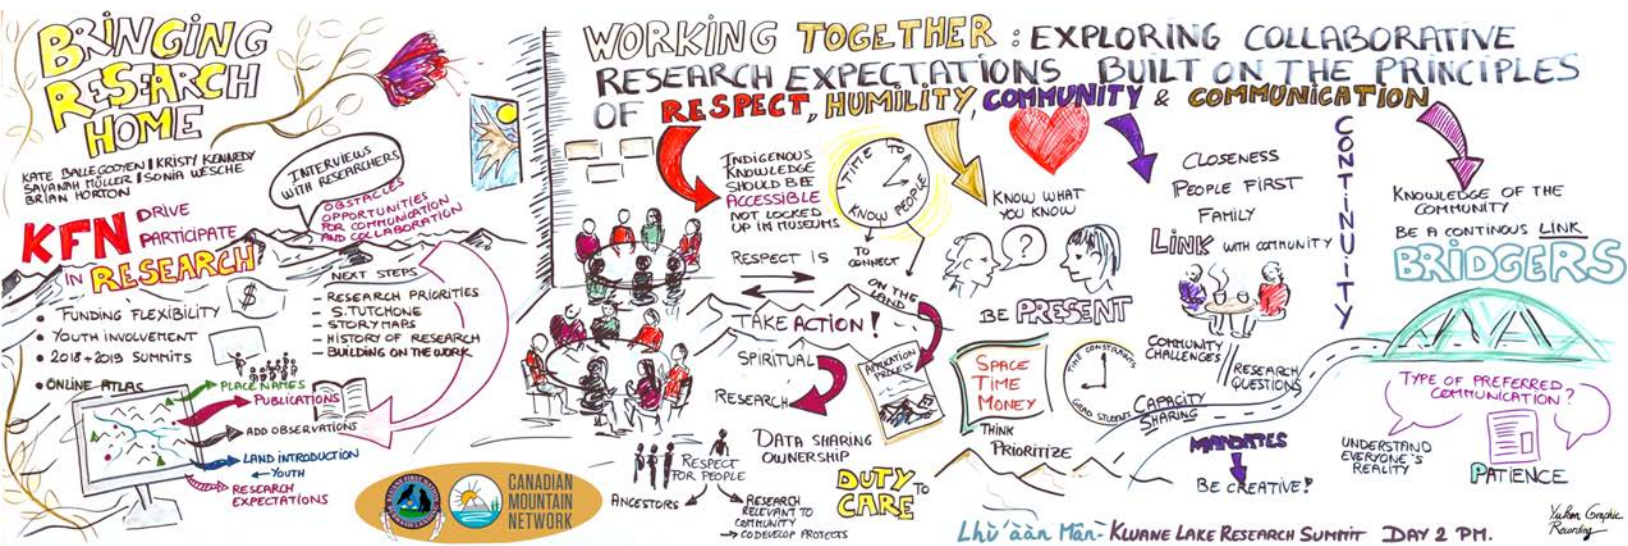 BRINGING
RESEARCH
HOME
KATE BALLEGOOYEN | KRISTY KENNEDY
SAVANAH MÜLLER | SONIA WESCHE
BRIAN HORTON
KFN DRIVE
PARTICIPATE
IN RESEARCH
• FUNDING FLEXIBILITY
$
• YOUTH INVOLVEMENT
• 2018+2019 SUMMITS
• ONLINE ATLAS
PLACE NAMES
PUBLICATIONS
ADD OBSERVATIONS
LAND INTRODUCTION
← YOUTH
RESEARCH
EXPECTATIONS
INTERVIEWS
WITH RESEARCHERS
OBSTACLES
OPPORTUNITIES
FOR COMMUNICATION
AND COLLABORATION
NEXT STEPS
- RESEARCH PRIORITIES
- S.TUTCHONE
- STORY MAPS
- HISTORY OF RESEARCH
- BUILDING ON THE WORK
CANADIAN
MOUNTAIN
NETWORK
WORKING TOGETHER : EXPLORING COLLABORATIVE
RESEARCH EXPECTATIONS BUILT ON THE PRINCIPLES
OF RESPECT, HUMILITY, COMMUNITY & COMMUNICATION
INDIGENOUS
KNOWLEDGE
SHOULD BEE
ACCESSIBLE
NOT LOCKED
UP IN MUSEUMS
RESPECT IS
TIME TO
KNOW PEOPLE
TO
CONNECT
ON THE
LAND
TAKE ACTION!
SPIRITUAL
RESEARCH
APPLICATION
PROCESS
DATA SHARING
OWNERSHIP
RESPECT
FOR PEOPLE
ANCESTORS
RESEARCH
RELEVANT TO
COMMUNITY
→ CO DEVELOP PROJECTS
DUTY TO
CARE
KNOW WHAT
YOU KNOW
?
BE PRESENT
SPACE
TIME
MONEY
THINK
PRIORITIZE
TIME CONSTRAINTS
GRAD STUDENTS
CLOSENESS
PEOPLE FIRST
FAMILY
LINK WITH COMMUNITY
COMMUNITY
CHALLENGES
RESEARCH
QUESTIONS
CAPACITY
SHARING
MANDATES
BE CREATIVE!
CONTINUITY
KNOWLEDGE OF THE
COMMUNITY
BE A CONTINOUS LINK
BRIDGERS
TYPE OF PREFERRED
COMMUNICATION?
UNDERSTAND
EVERYONE'S
REALITY
PATIENCE
Lhù'ààn Mân - KLUANE LAKE RESEARCH SUMMIT DAY 2 PM.
Yukon Graphic
Recording